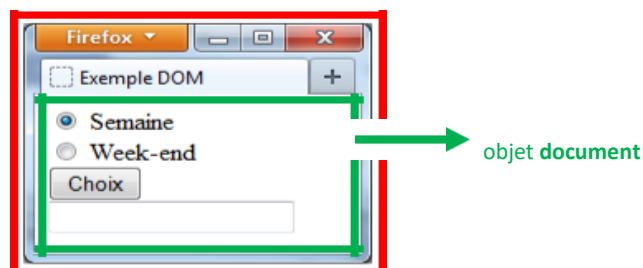 Firefox
Exemple DOM
Semaine
Week-end
Choix
objet document